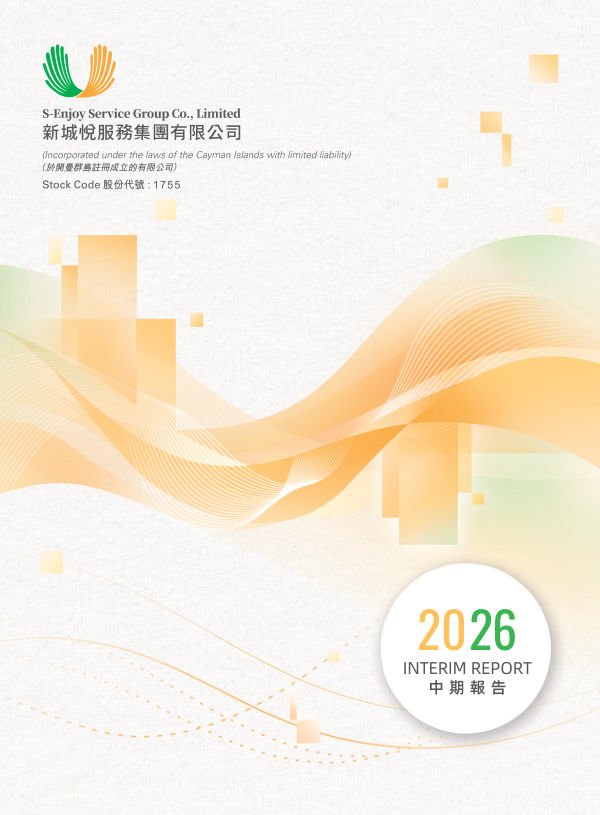 S-Enjoy Service Group Co., Limited
新城悅服務集團有限公司
(Incorporated under the laws of the Cayman Islands with limited liability)
(於開曼群島註冊成立的有限公司)
Stock Code 股份代號 : 1755
2026
INTERIM REPORT
中期報告